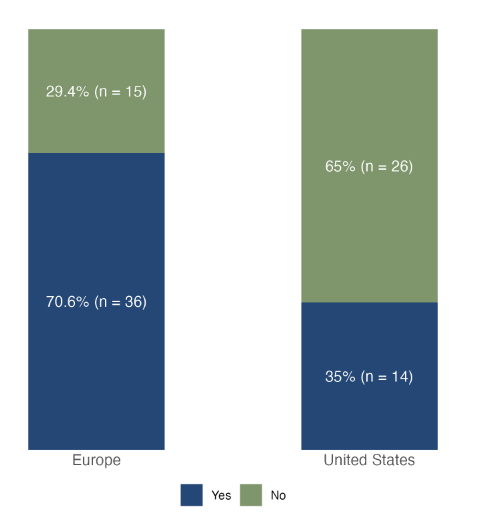 29.4% (n = 15)
65% (n = 26)
70.6% (n = 36)
35% (n = 14)
Europe
United States
Yes
No